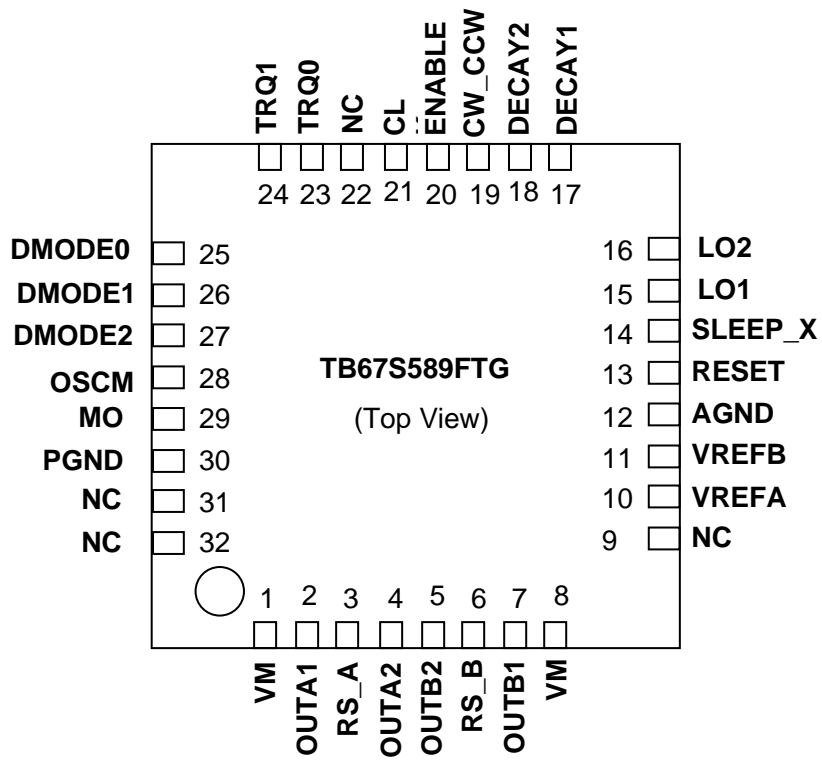 TRQ1
TRQ0
NC
CL
ENABLE
CW_CCW
DECAY2
DECAY1
24 23 22 21 20 19 18 17
DMODE0 25
DMODE1 26
DMODE2 27
OSCM 28
MO 29
PGND 30
NC 31
NC 32
TB67S589FTG
(Top View)
16 LO2
15 LO1
14 SLEEP_X
13 RESET
12 AGND
11 VREFB
10 VREFA
9 NC
1 2 3 4 5 6 7 8
VM
OUTA1
RS_A
OUTA2
OUTB2
RS_B
OUTB1
VM